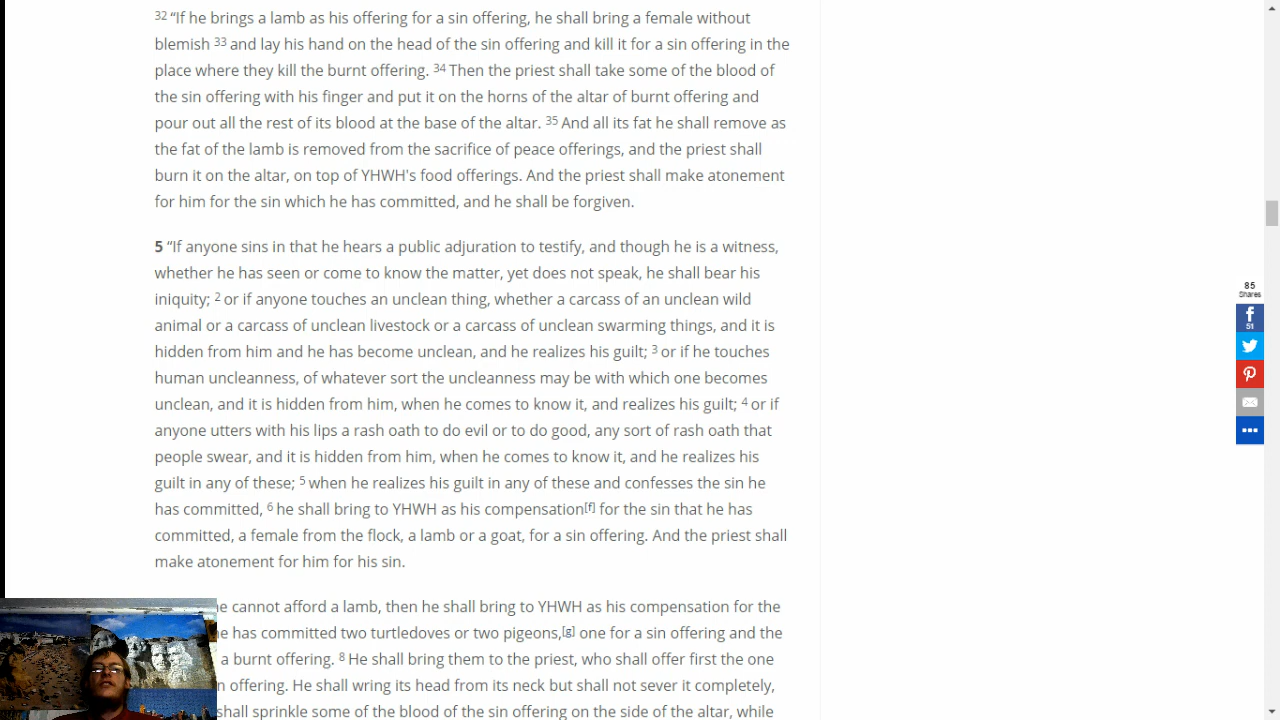 32 “If he brings a lamb as his offering for a sin offering, he shall bring a female without
blemish 33 and lay his hand on the head of the sin offering and kill it for a sin offering in the
place where they kill the burnt offering. 34 Then the priest shall take some of the blood of
the sin offering with his finger and put it on the horns of the altar of burnt offering and
pour out all the rest of its blood at the base of the altar. 35 And all its fat he shall remove as
the fat of the lamb is removed from the sacrifice of peace offerings, and the priest shall
burn it on the altar, on top of YHWH's food offerings. And the priest shall make atonement
for him for the sin which he has committed, and he shall be forgiven.
5 “If anyone sins in that he hears a public adjuration to testify, and though he is a witness,
whether he has seen or come to know the matter, yet does not speak, he shall bear his
iniquity; 2 or if anyone touches an unclean thing, whether a carcass of an unclean wild
animal or a carcass of unclean livestock or a carcass of unclean swarming things, and it is
hidden from him and he has become unclean, and he realizes his guilt; 3 or if he touches
human uncleanness, of whatever sort the uncleanness may be with which one becomes
unclean, and it is hidden from him, when he comes to know it, and realizes his guilt; 4 or if
anyone utters with his lips a rash oath to do evil or to do good, any sort of rash oath that
people swear, and it is hidden from him, when he comes to know it, and he realizes his
guilt in any of these; 5 when he realizes his guilt in any of these and confesses the sin he
has committed, 6 he shall bring to YHWH as his compensation[f] for the sin that he has
committed, a female from the flock, a lamb or a goat, for a sin offering. And the priest shall
make atonement for him for his sin.
e cannot afford a lamb, then he shall bring to YHWH as his compensation for the
e has committed two turtledoves or two pigeons,[g] one for a sin offering and the
a burnt offering. 8 He shall bring them to the priest, who shall offer first the one
n offering. He shall wring its head from its neck but shall not sever it completely,
shall sprinkle some of the blood of the sin offering on the side of the altar, while
85
Shares
f
51